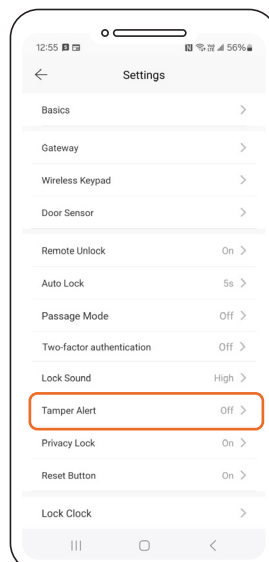 12:55 56%
Settings
Basics
Gateway
Wireless Keypad
Door Sensor
Remote Unlock On
Auto Lock 5s
Passage Mode Off
Two-factor authentication Off
Lock Sound High
Tamper Alert Off
Privacy Lock On
Reset Button On
Lock Clock